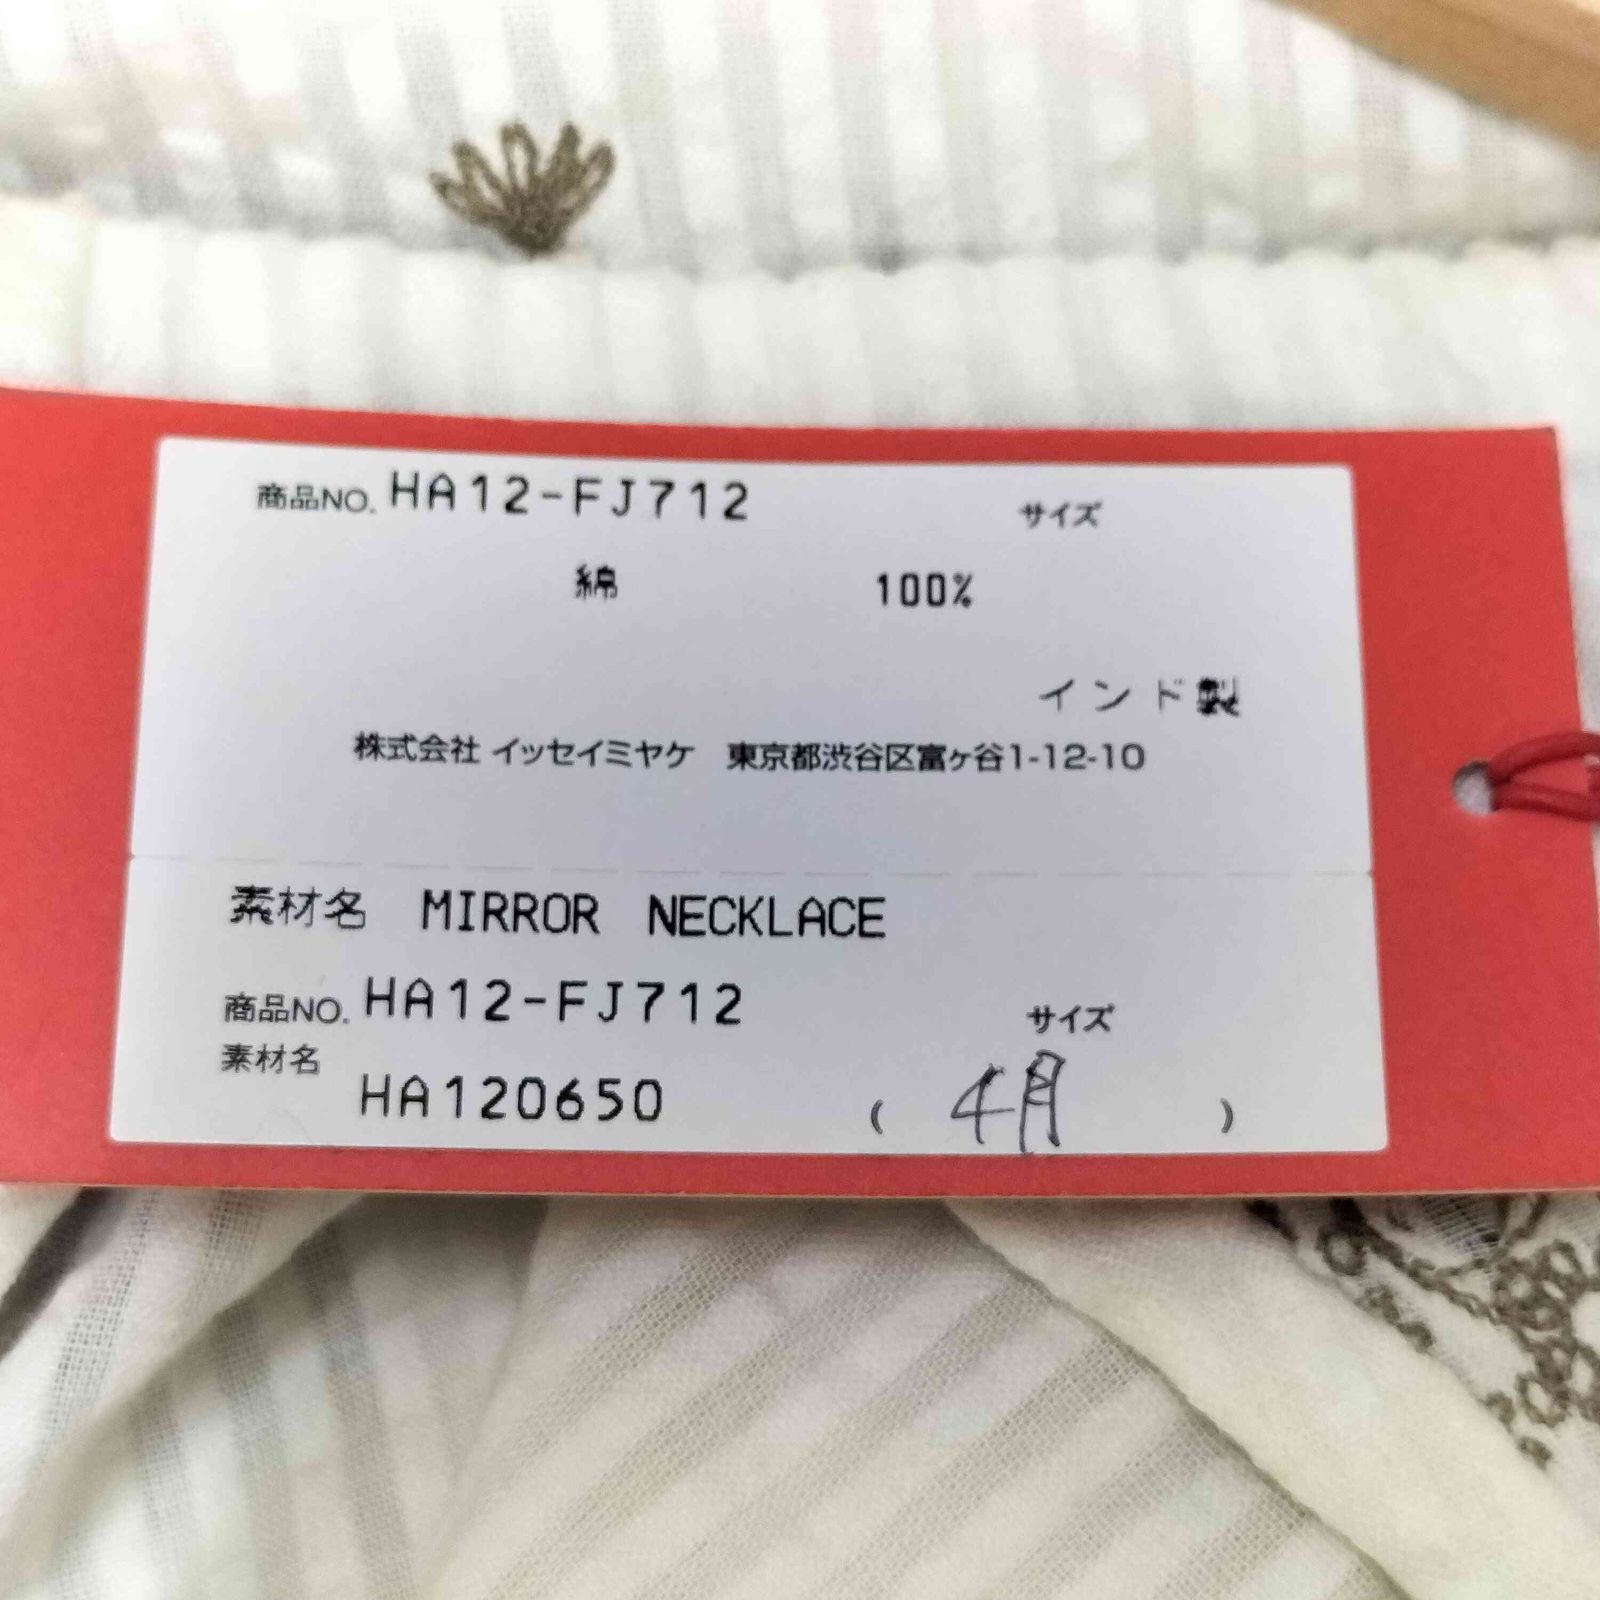 商品NO. HA12-FJ712 サイズ
綿 100%
インド製
株式会社 イッセイミヤケ 東京都渋谷区富ヶ谷1-12-10
素材名 MIRROR NECKLACE
商品NO. HA12-FJ712 サイズ
素材名
HA120650 ( 4月 )